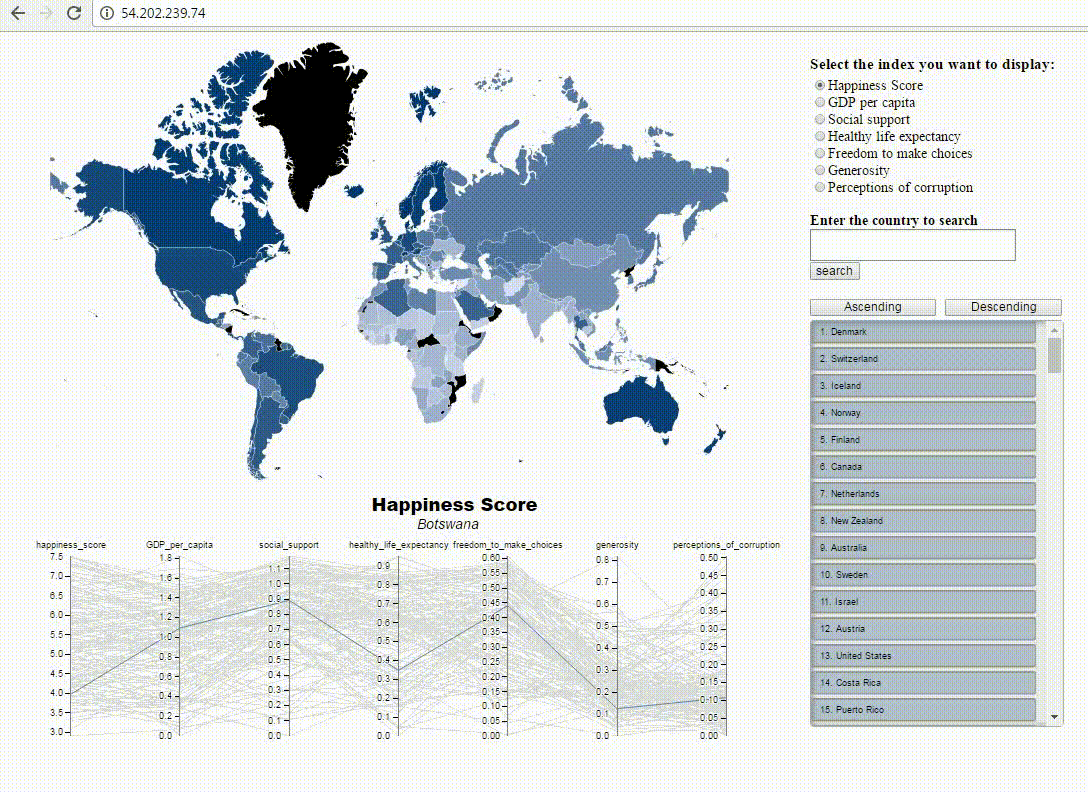 54.202.239.74
Select the index you want to display:
Happiness Score
GDP per capita
Social support
Healthy life expectancy
Freedom to make choices
Generosity
Perceptions of corruption
Enter the country to search
search
Ascending Descending
1. Denmark
2. Switzerland
3. Iceland
4. Norway
5. Finland
6. Canada
7. Netherlands
8. New Zealand
9. Australia
10. Sweden
11. Israel
12. Austria
13. United States
14. Costa Rica
15. Puerto Rico
Happiness Score
Botswana
happiness_score GDP_per_capita social_support healthy_life_expectancy freedom_to_make_choices generosity perceptions_of_corruption
7.5
7.0
6.5
6.0
5.5
5.0
4.5
4.0
3.5
3.0
1.8
1.6
1.4
1.2
1.0
0.8
0.6
0.4
0.2
0.0
1.1
1.0
0.9
0.8
0.7
0.6
0.5
0.4
0.3
0.2
0.1
0.0
0.9
0.8
0.7
0.6
0.5
0.4
0.3
0.2
0.1
0.0
0.60
0.55
0.50
0.45
0.40
0.35
0.30
0.25
0.20
0.15
0.10
0.05
0.00
0.8
0.7
0.6
0.5
0.4
0.3
0.2
0.1
0.0
0.50
0.45
0.40
0.35
0.30
0.25
0.20
0.15
0.10
0.05
0.00